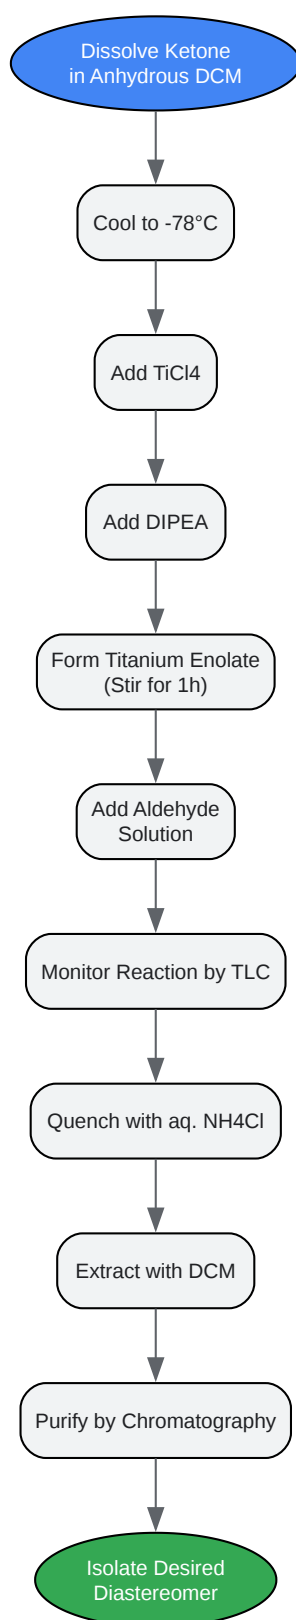 Dissolve Ketone
in Anhydrous DCM
Cool to -78°C
Add TiCl4
Add DIPEA
Form Titanium Enolate
(Stir for 1h)
Add Aldehyde
Solution
Monitor Reaction by TLC
Quench with aq. NH4Cl
Extract with DCM
Purify by Chromatography
Isolate Desired
Diastereomer